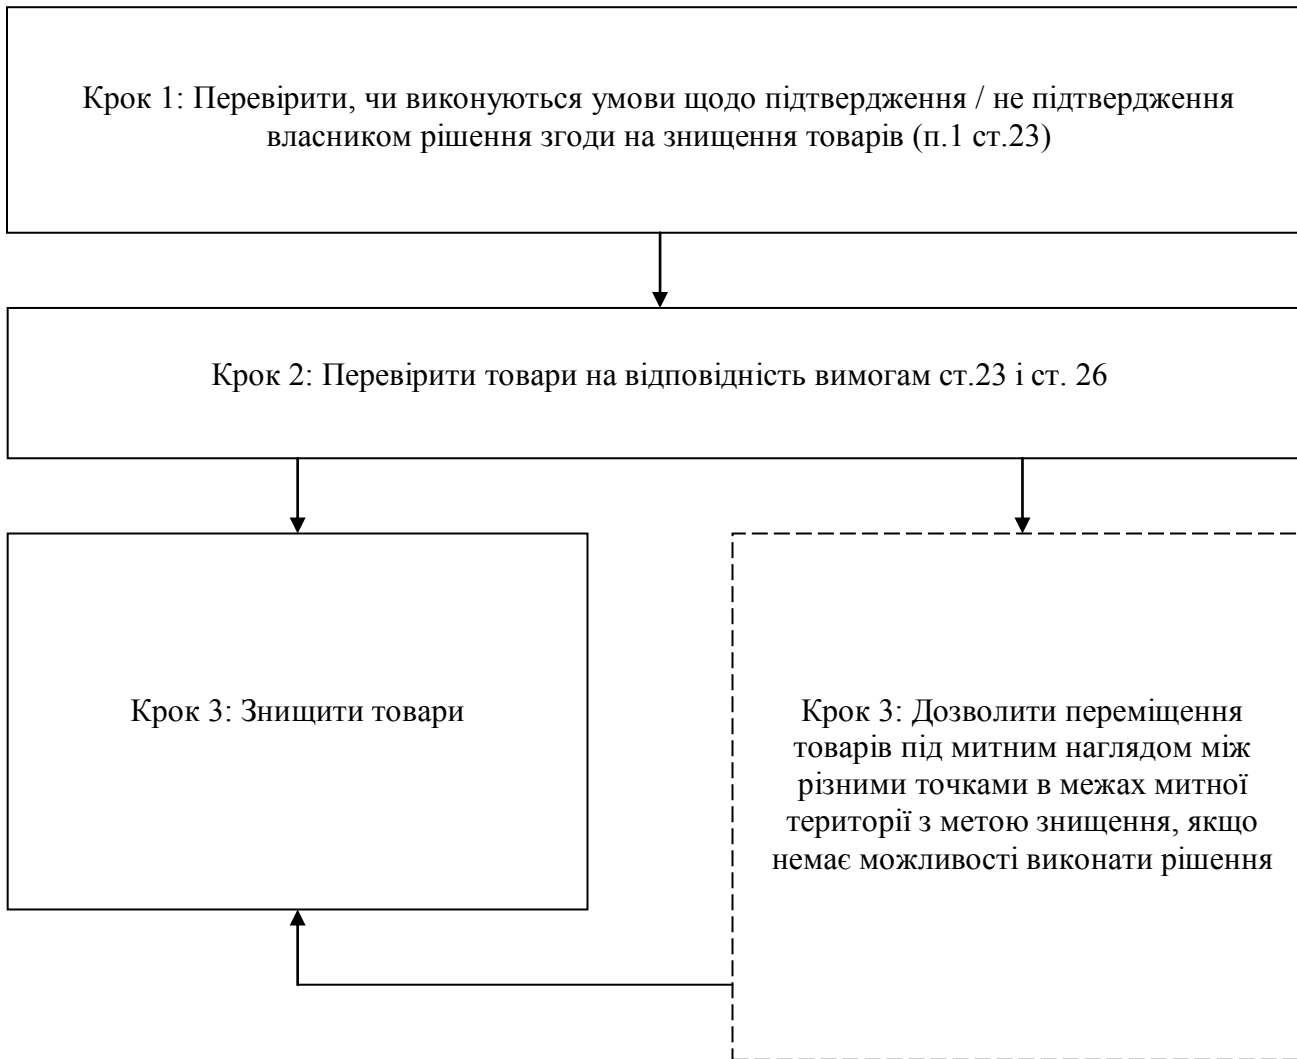 Крок 1: Перевірити, чи виконуються умови щодо підтвердження / не підтвердження
власником рішення згоди на знищення товарів (п.1 ст.23)
Крок 2: Перевірити товари на відповідність вимогам ст.23 і ст. 26
Крок 3: Знищити товари
Крок 3: Дозволити переміщення
товарів під митним наглядом між
різними точками в межах митної
території з метою знищення, якщо
немає можливості виконати рішення